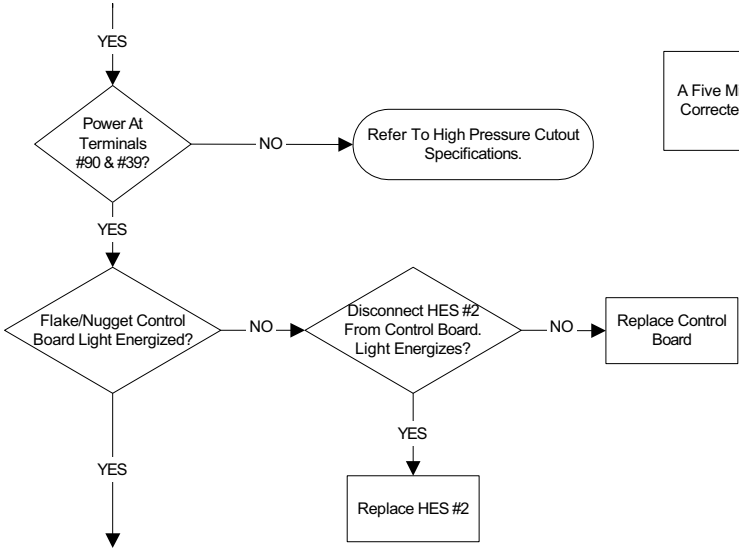 YES
Power At
Terminals
#90 & #39?
NO
Refer To High Pressure Cutout
Specifications.
A Five
YES
Flake/Nugget Control
Board Light Energized?
NO
Disconnect HES #2
From Control Board.
Light Energizes?
NO
Replace Control
Board
YES
Replace HES #2
YES